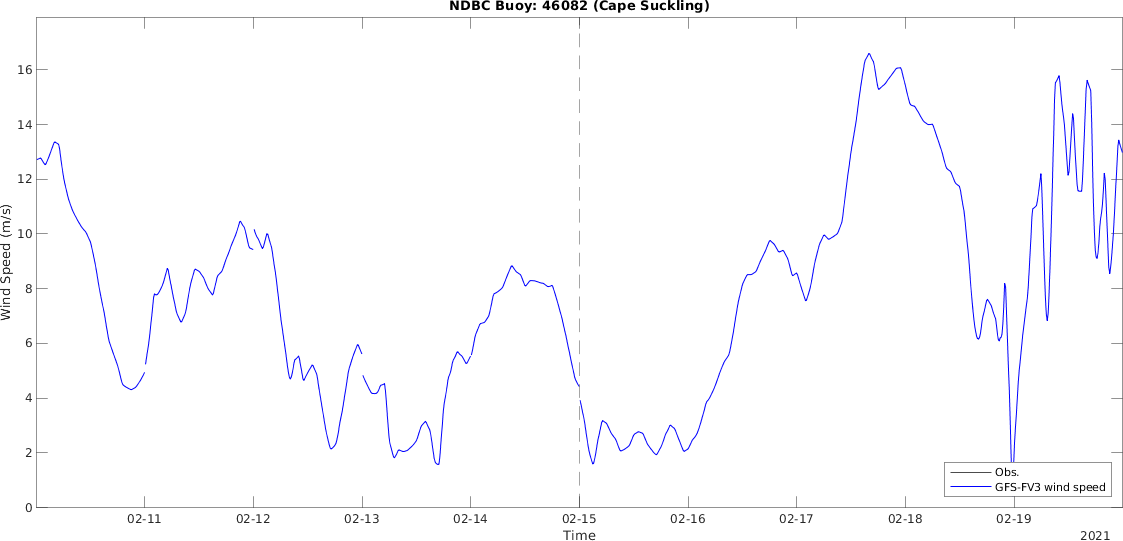 NDBC Buoy: 46082 (Cape Suckling)
16
14
12
10
8
6
4
2
0
Wind Speed (m/s)
02-11 02-12 02-13 02-14 02-15 02-16 02-17 02-18 02-19
Time
2021
Obs.
GFS-FV3 wind speed